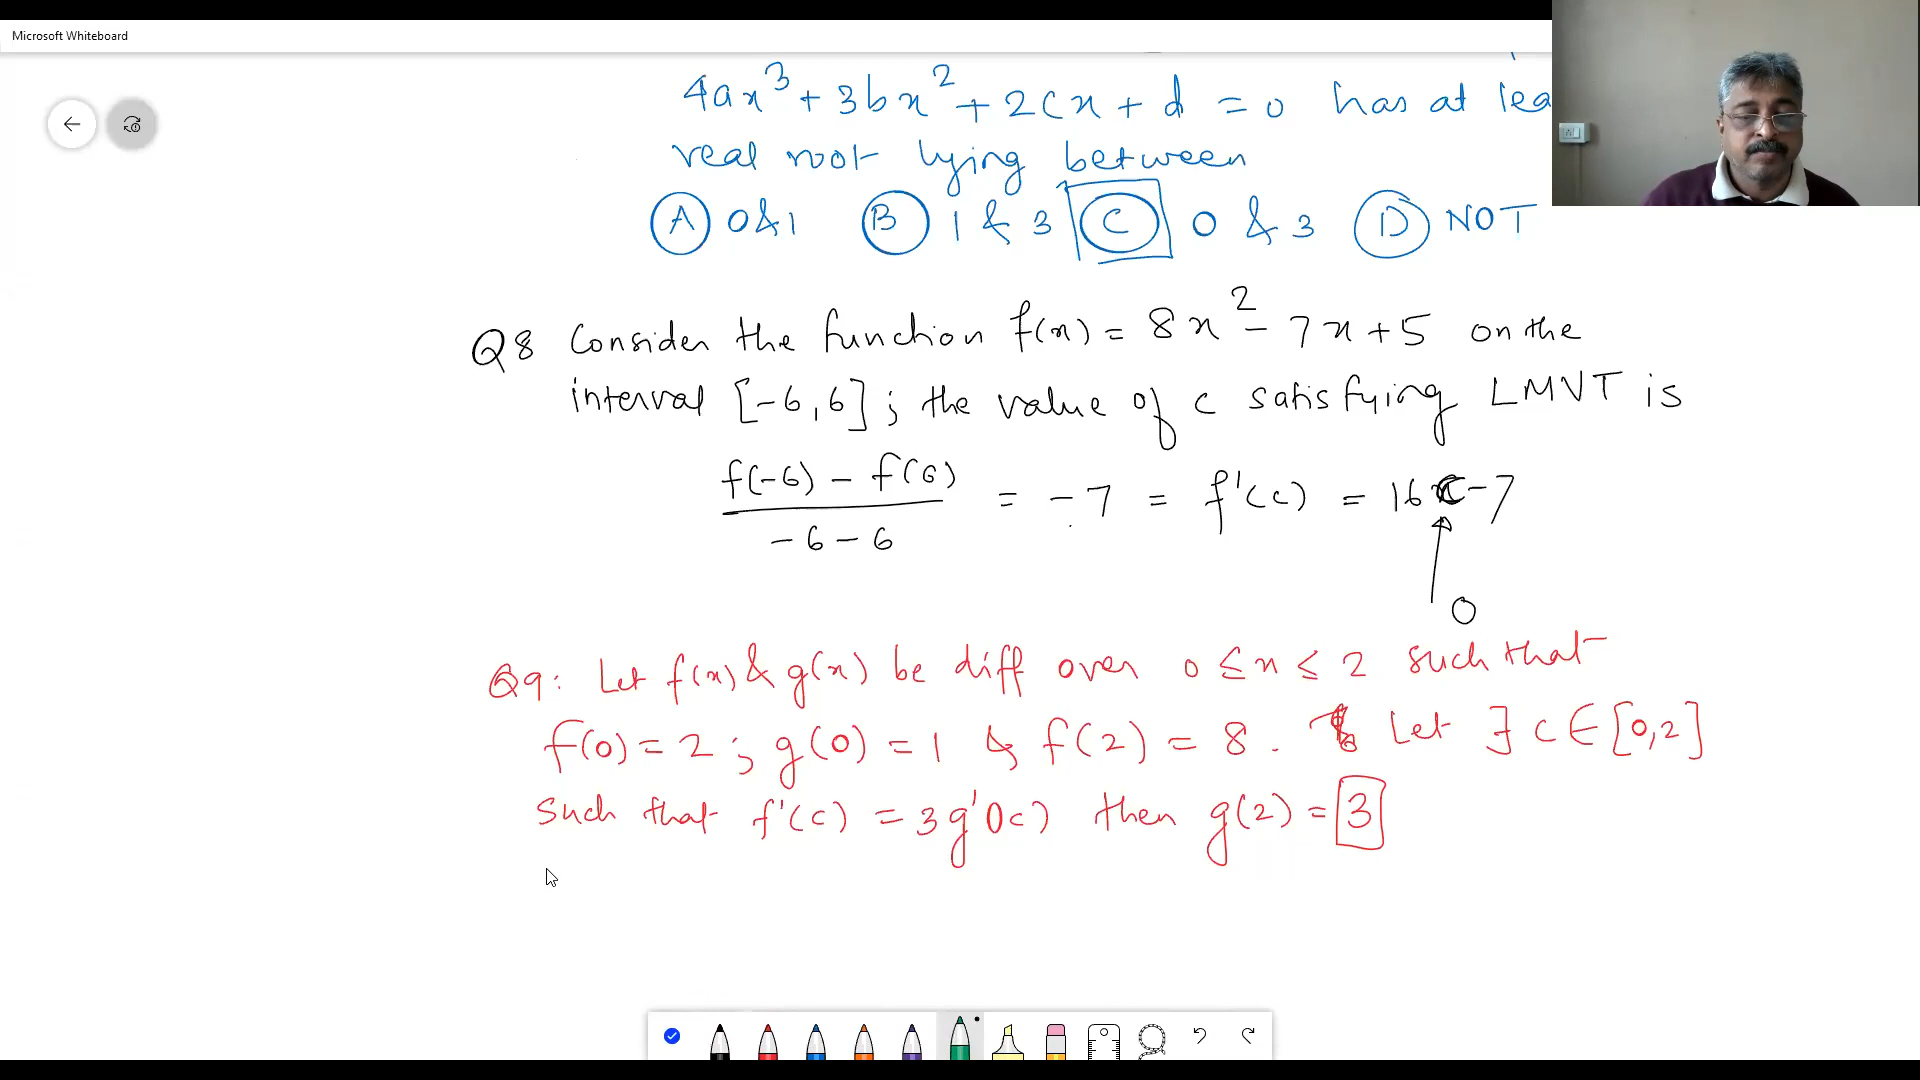 Microsoft Whiteboard
4ax³ + 3bx² + 2cx + d = 0 has at lea
real root lying between
(A) 0 & 1 (B) 1 & 3 (C) 0 & 3 (D) NOT
Q8 Consider the function f(x) = 8x² - 7x + 5 on the
interval [-6, 6] ; the value of c satisfying LMVT is
f(-6) - f(6)
= -7 = f'(c) = 16c - 7
-6 - 6
0
Q9: Let f(x) & g(x) be diff over 0 ≤ x ≤ 2 such that
f(0) = 2 ; g(0) = 1 & f(2) = 8 . Let ∃ c ∈ [0,2]
such that f'(c) = 3g'(c) then g(2) = 3